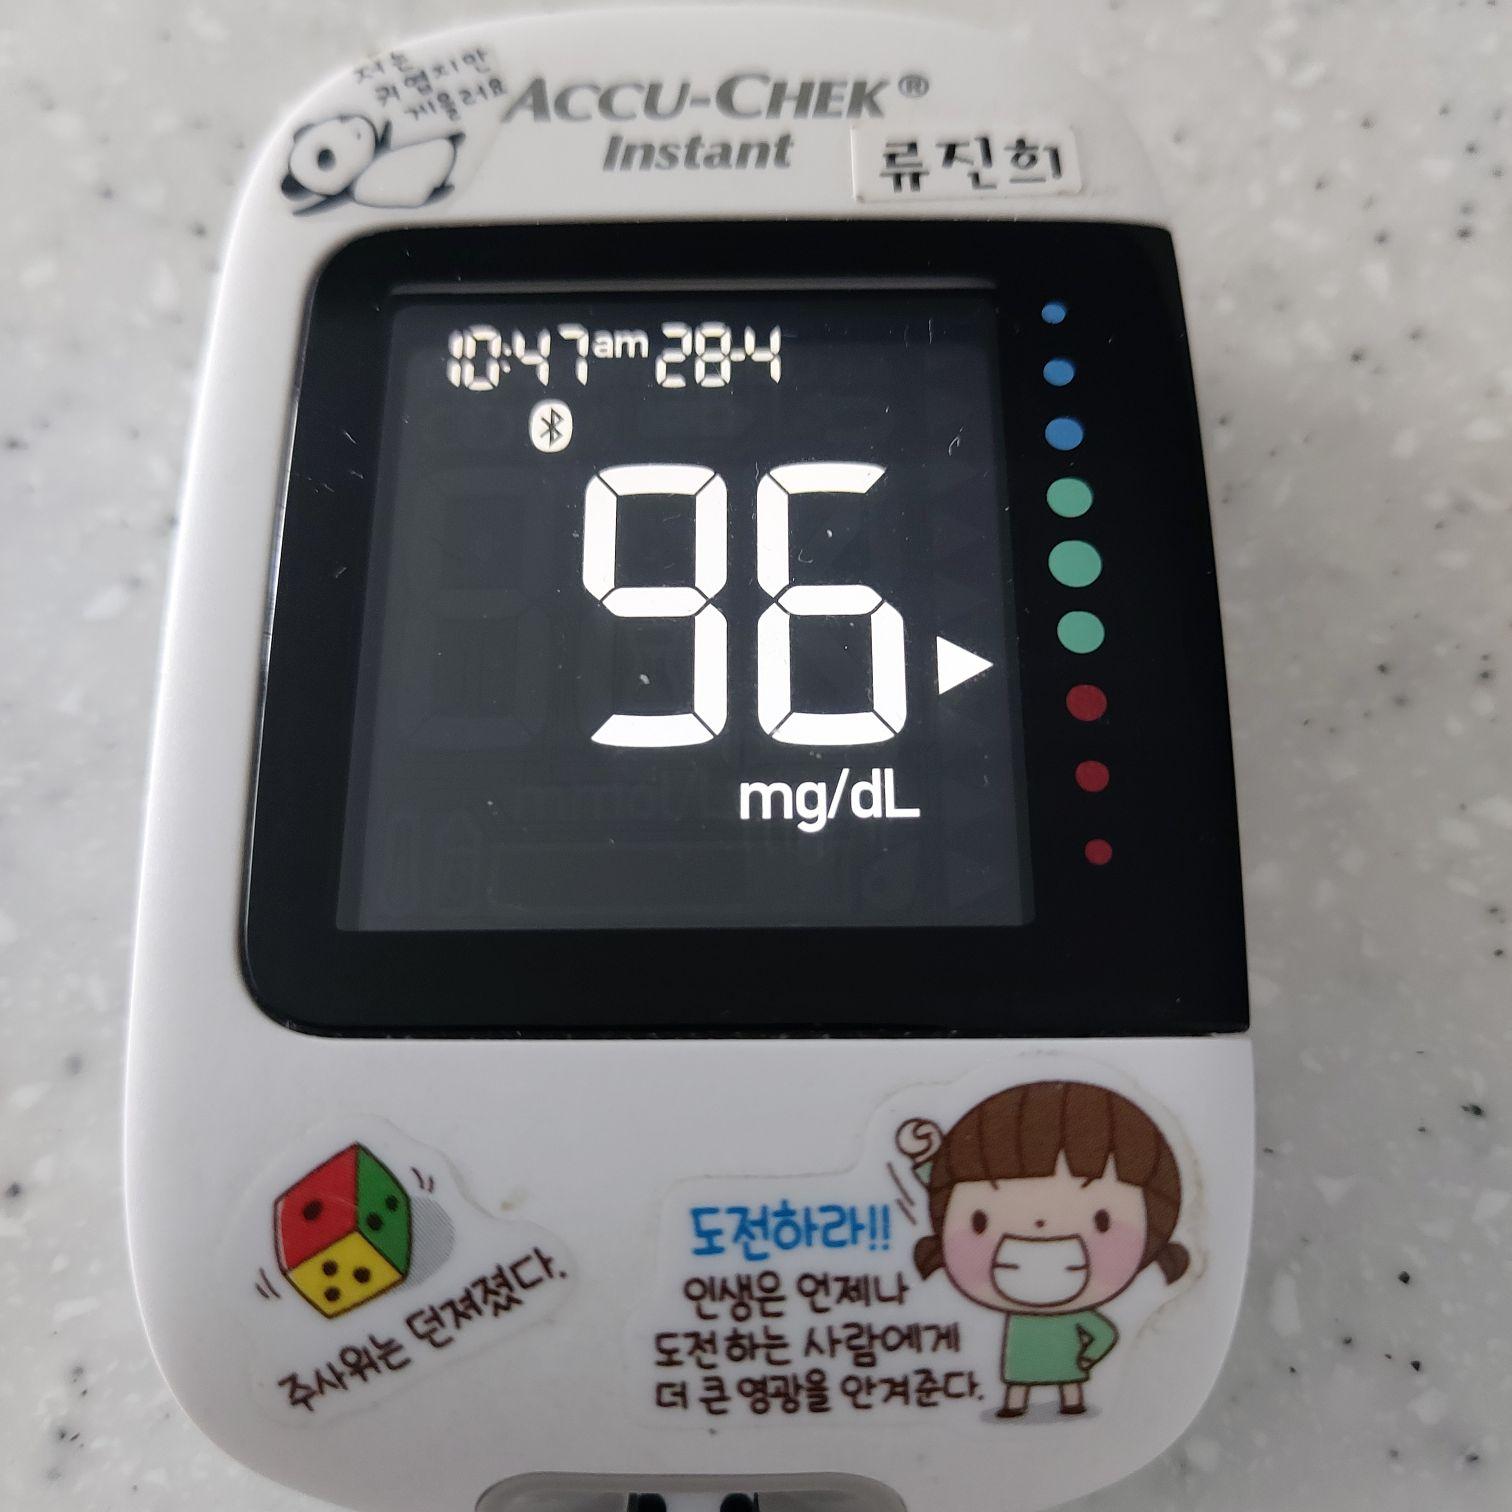 저는
귀엽지만
게을러요
ACCU-CHEK®
Instant
류진희
10:47am 28-4
96
mg/dL
주사위는 던져졌다.
도전하라!!
인생은 언제나
도전하는 사람에게
더 큰 영광을 안겨준다.